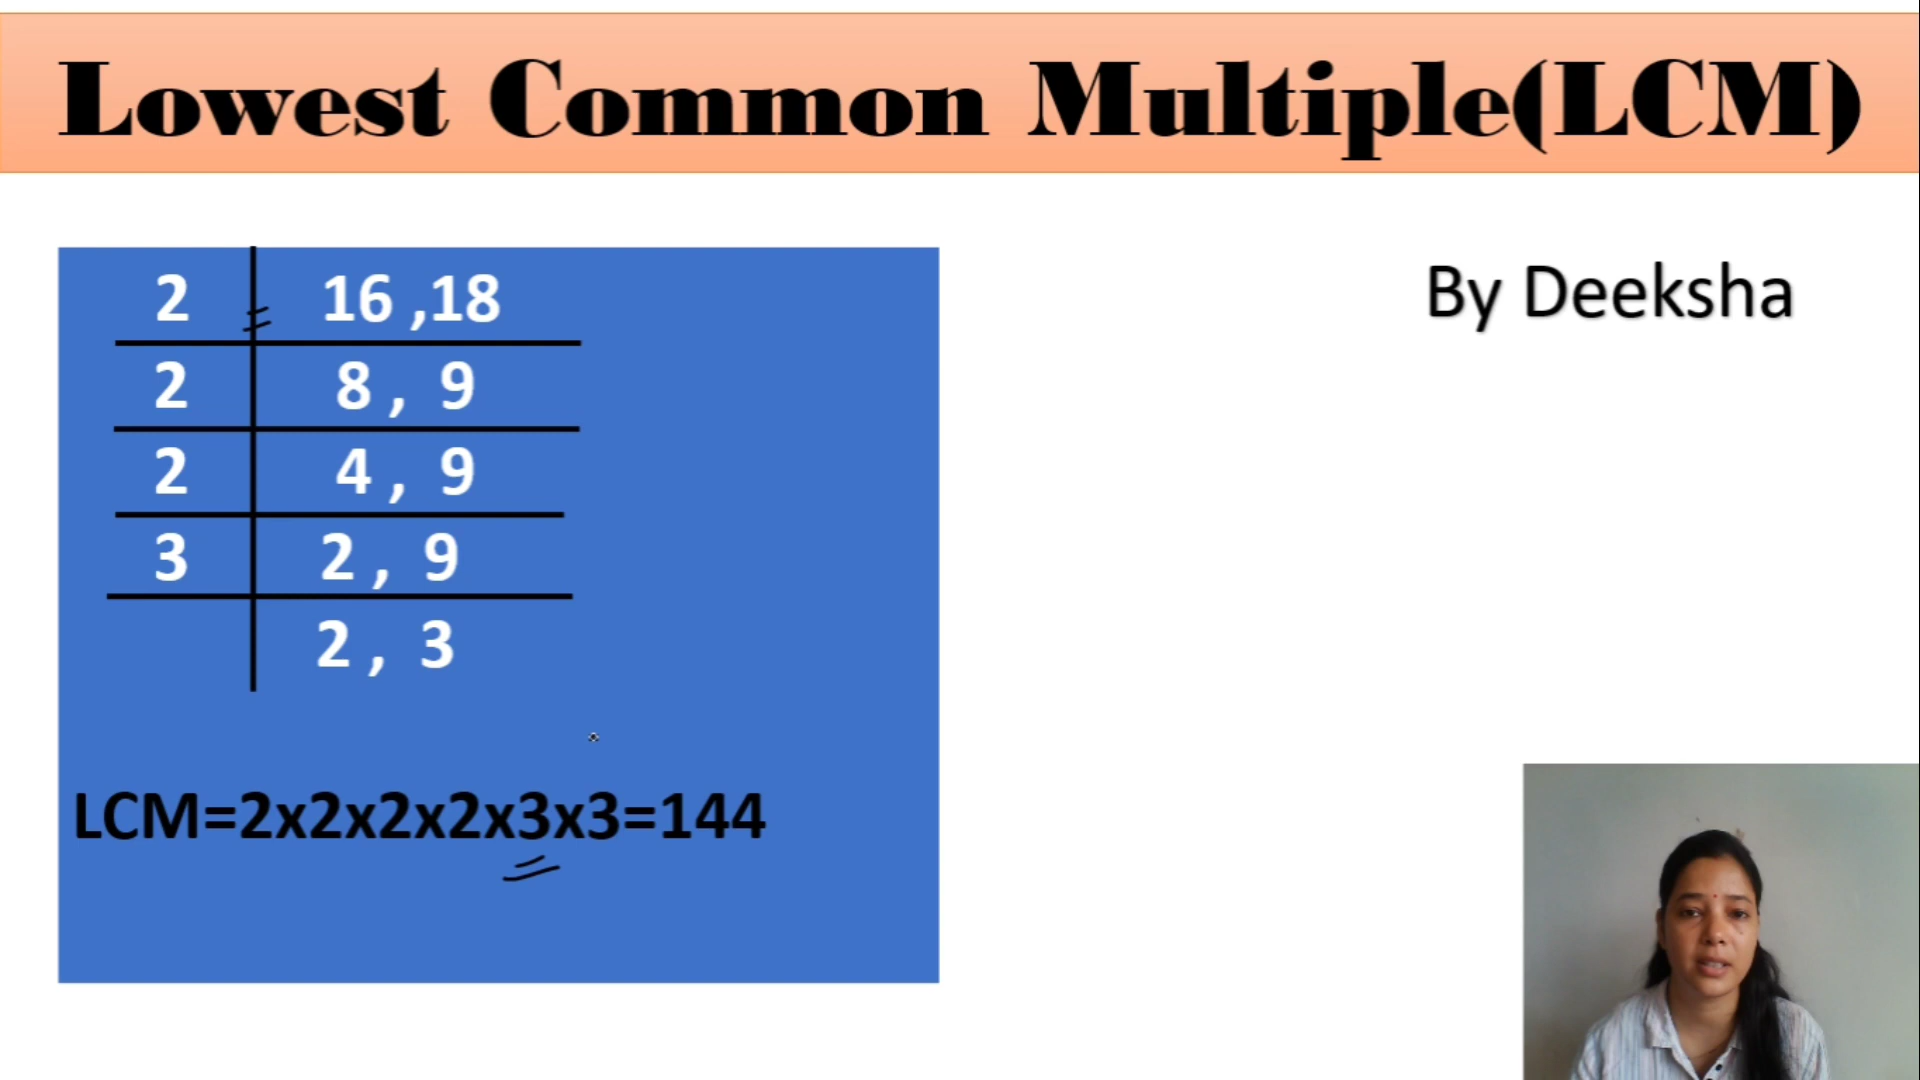 Lowest Common Multiple(LCM)
By Deeksha
2 16 ,18
2 8 , 9
2 4 , 9
3 2 , 9
2 , 3
LCM=2x2x2x2x3x3=144